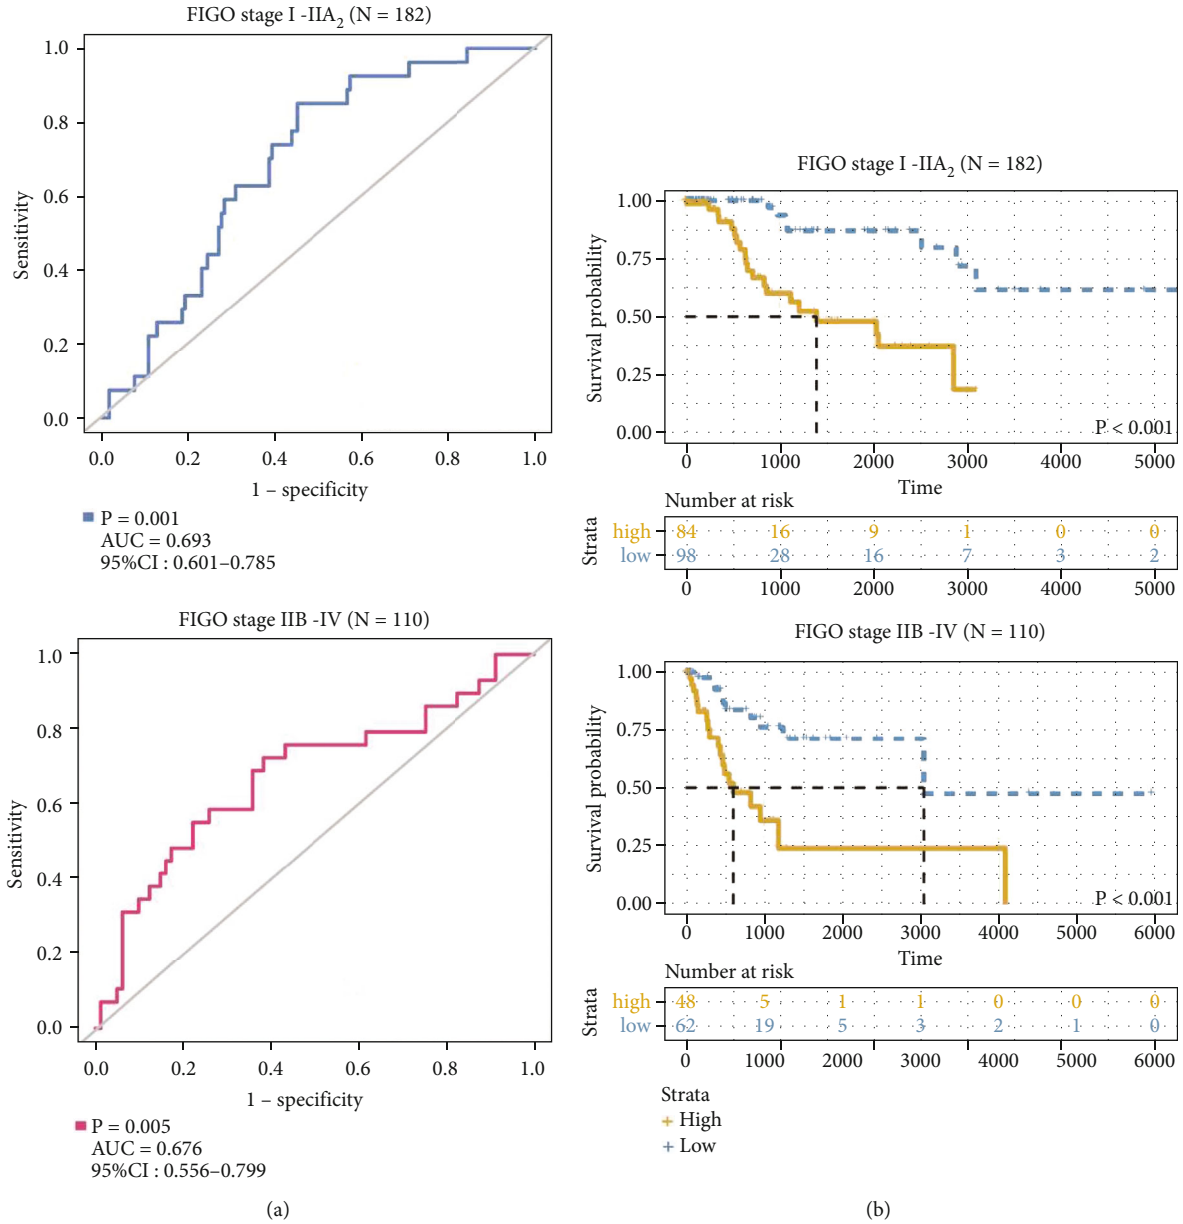 FIGO stage I -IIA2 (N = 182)
1.0
0.8
0.6
0.4
0.2
0.0
Sensitivity
0.0 0.2 0.4 0.6 0.8 1.0
1 – specificity
P = 0.001
AUC = 0.693
95%CI : 0.601–0.785
FIGO stage IIB -IV (N = 110)
1.0
0.8
0.6
0.4
0.2
0.0
Sensitivity
0.0 0.2 0.4 0.6 0.8 1.0
1 – specificity
P = 0.005
AUC = 0.676
95%CI : 0.556–0.799
(a)
FIGO stage I -IIA2 (N = 182)
1.00
0.75
0.50
0.25
0.00
Survival probability
P < 0.001
0 1000 2000 3000 4000 5000
Time
Number at risk
Strata
high 84 16 9 1 0 0
low 98 28 16 7 3 2
0 1000 2000 3000 4000 5000
FIGO stage IIB -IV (N = 110)
1.00
0.75
0.50
0.25
0.00
Survival probability
P < 0.001
0 1000 2000 3000 4000 5000 6000
Time
Number at risk
Strata
high 48 5 1 1 0 0 0
low 62 19 5 3 2 1 0
0 1000 2000 3000 4000 5000 6000
Strata
High
Low
(b)